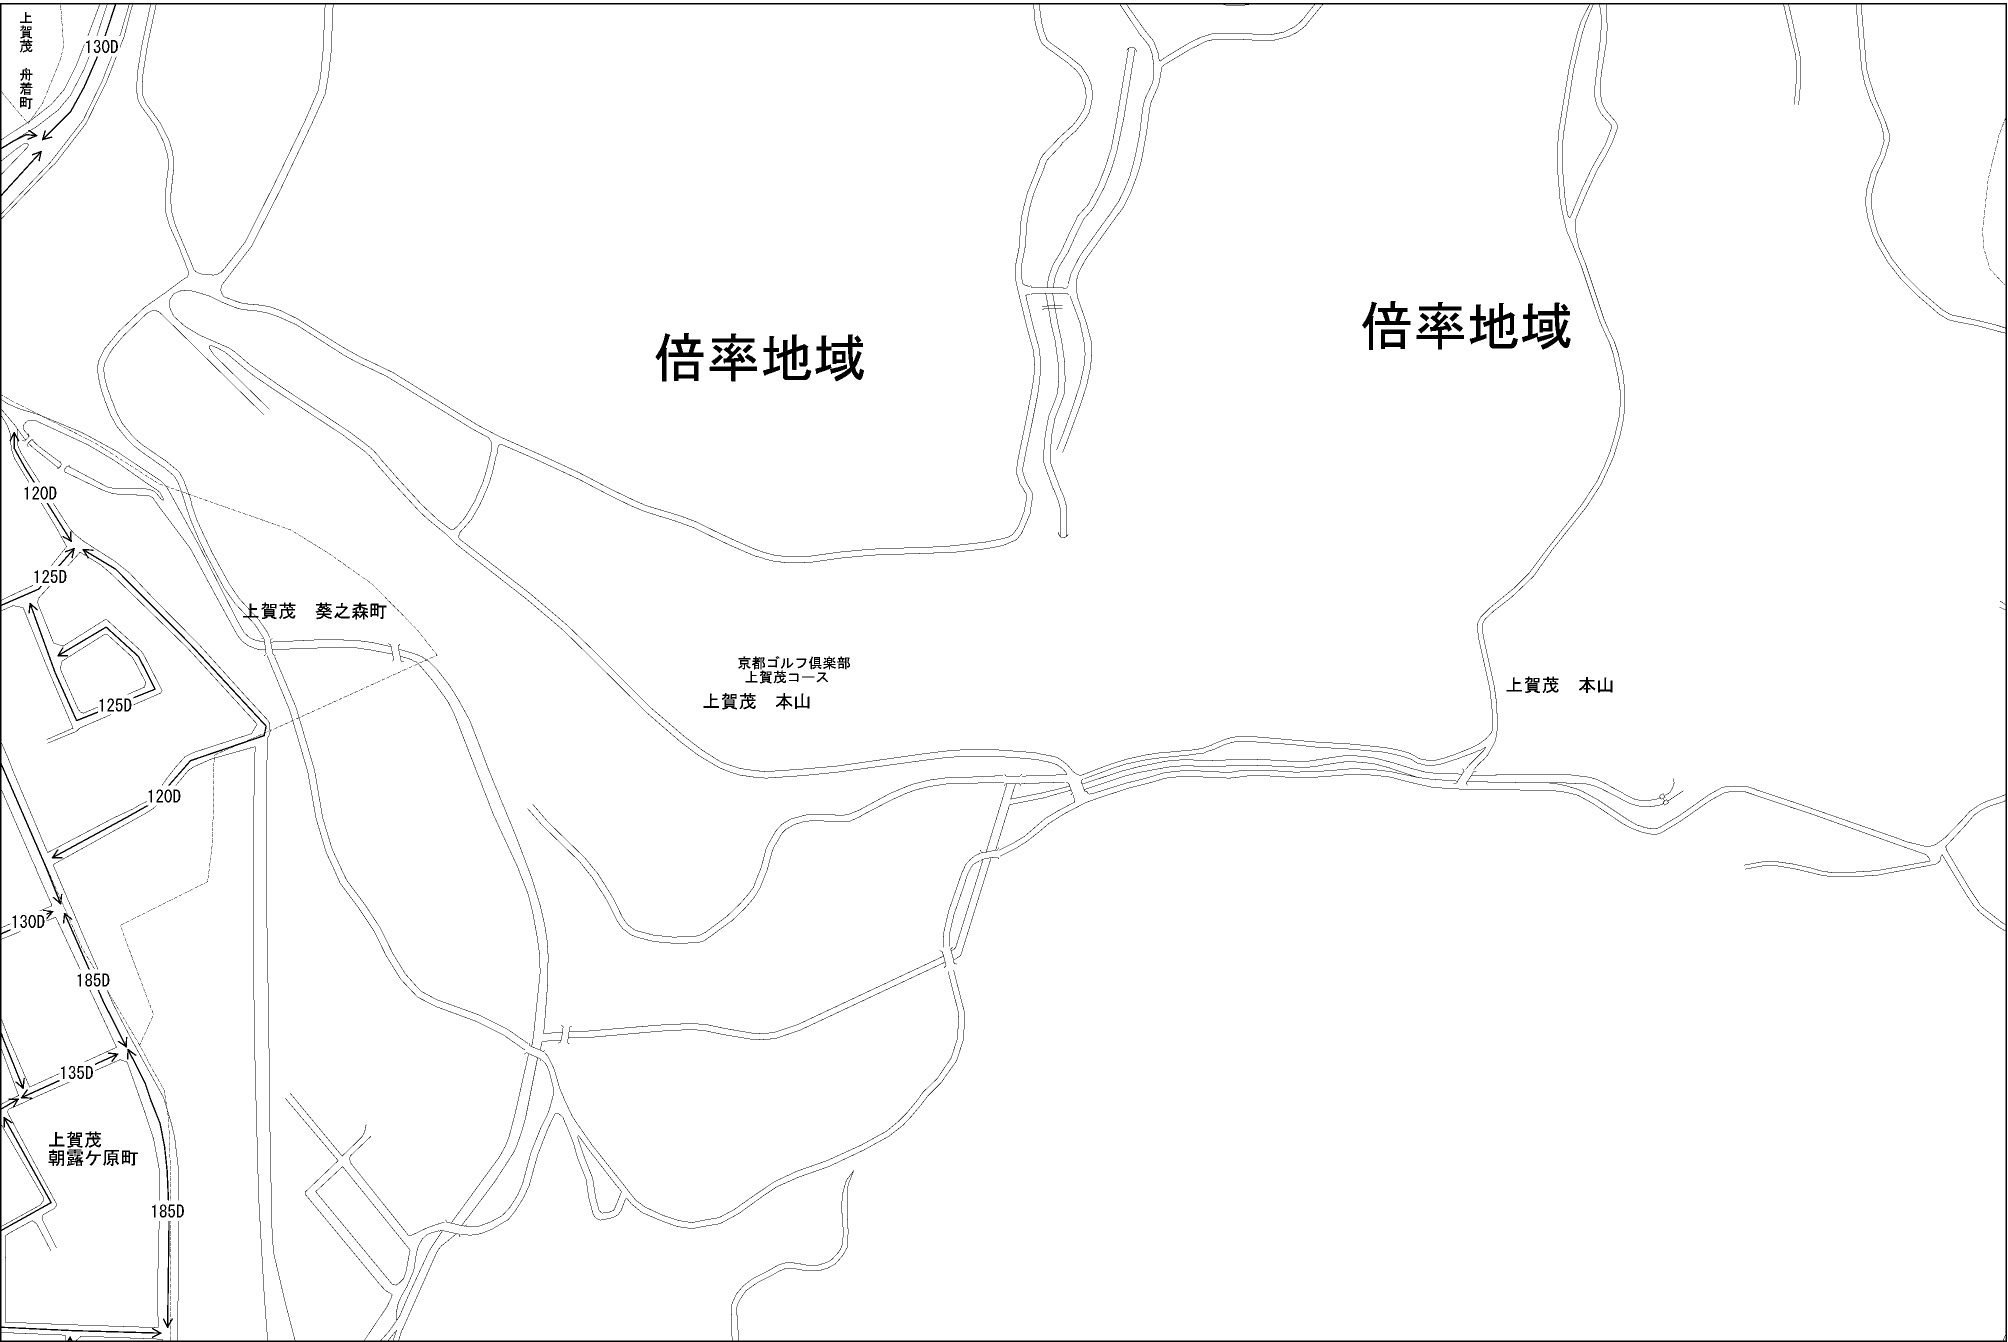 上賀茂　舟着町
130D
倍率地域
倍率地域
120D
125D
上賀茂　葵之森町
京都ゴルフ倶楽部
上賀茂コース
上賀茂　本山
上賀茂　本山
125D
120D
130D
185D
135D
上賀茂
朝露ケ原町
185D